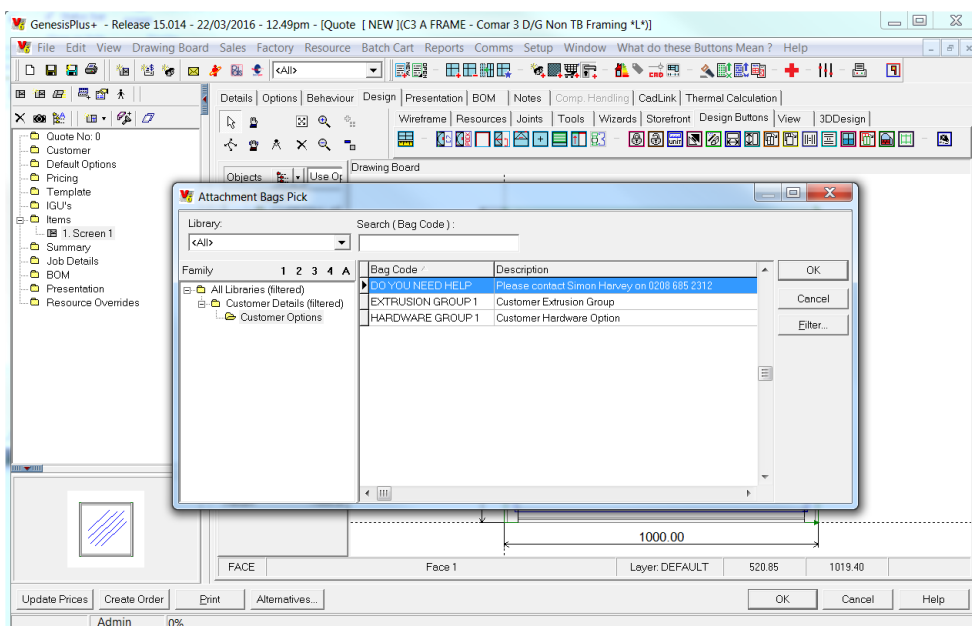 GenesisPlus+ - Release 15.014 - 22/03/2016 - 12.49pm - [Quote [ NEW ](C3 A FRAME - Comar 3 D/G Non TB Framing *L*)]
File Edit View Drawing Board Sales Factory Resource Batch Cart Reports Comms Setup Window What do these Buttons Mean ? Help
<All>
Details Options Behaviour Design Presentation BOM Notes Comp. Handling CadLink Thermal Calculation
Wireframe Resources Joints Tools Wizards Storefront Design Buttons View 3DDesign
Quote No: 0
Customer
Default Options
Pricing
Template
IGU's
Items
1. Screen 1
Summary
Job Details
BOM
Resource Overrides
Objects Use Op
Drawing Board
Attachment Bags Pick
Library:
<All>
Search ( Bag Code ) :
Family 1 2 3 4 A
All Libraries (filtered)
Customer Details (filtered)
Customer Options
Bag Code Description
DO YOU NEED HELP Please contact Simon Harvey on 0208 685 2312
EXTRUSION GROUP 1 Customer Extrusion Group
HARDWARE GROUP 1 Customer Hardware Option
OK
Cancel
Filter...
1000.00
FACE Face 1 Layer: DEFAULT 520.85 1019.40
Update Prices Create Order Print Alternatives... OK Cancel Help
Admin 0%